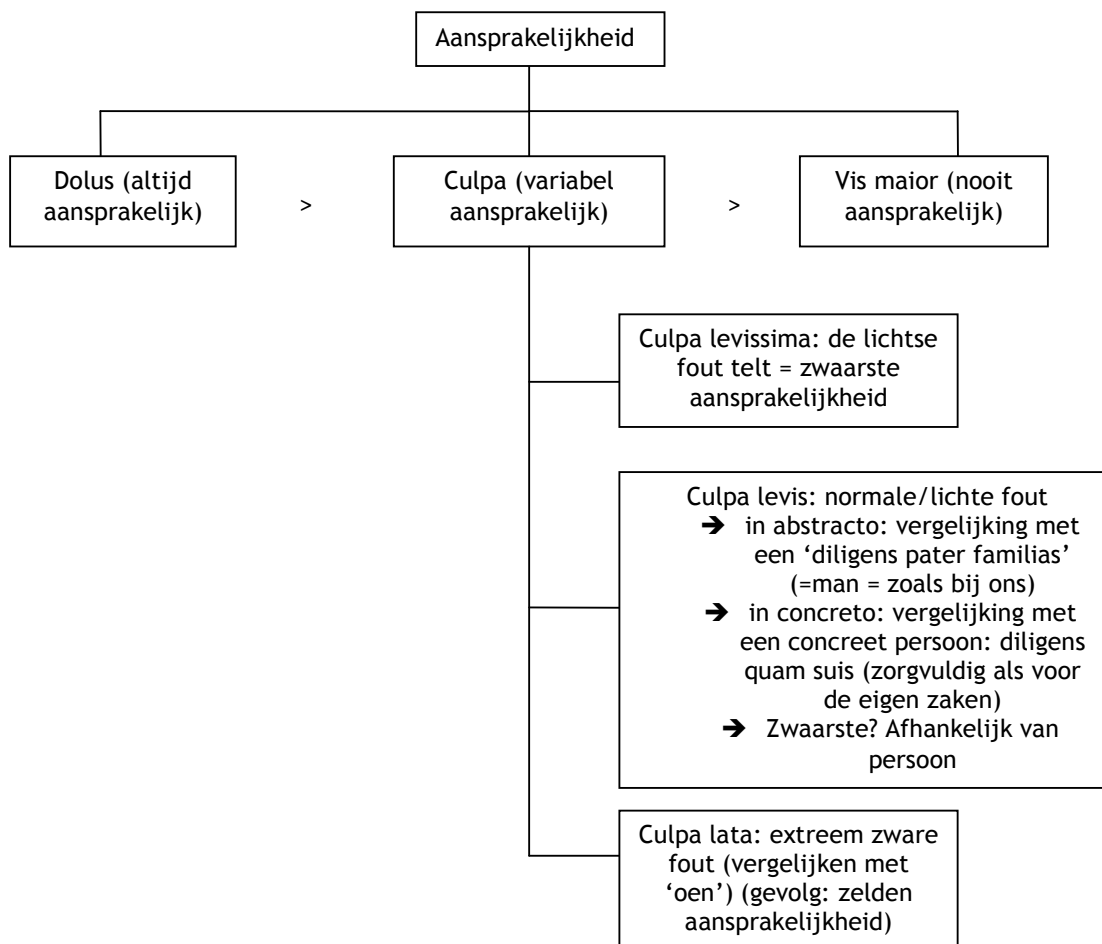 Aansprakelijkheid
Dolus (altijd
aansprakelijk)
>
Culpa (variabel
aansprakelijk)
>
Vis maior (nooit
aansprakelijk)
Culpa levissima: de lichtse
fout telt = zwaarste
aansprakelijkheid
Culpa levis: normale/lichte fout
➔ in abstracto: vergelijking met
een ‘diligens pater familias’
(=man = zoals bij ons)
➔ in concreto: vergelijking met
een concreet persoon: diligens
quam suis (zorgvuldig als voor
de eigen zaken)
➔ Zwaarste? Afhankelijk van
persoon
Culpa lata: extreem zware
fout (vergelijken met
‘oen’) (gevolg: zelden
aansprakelijkheid)